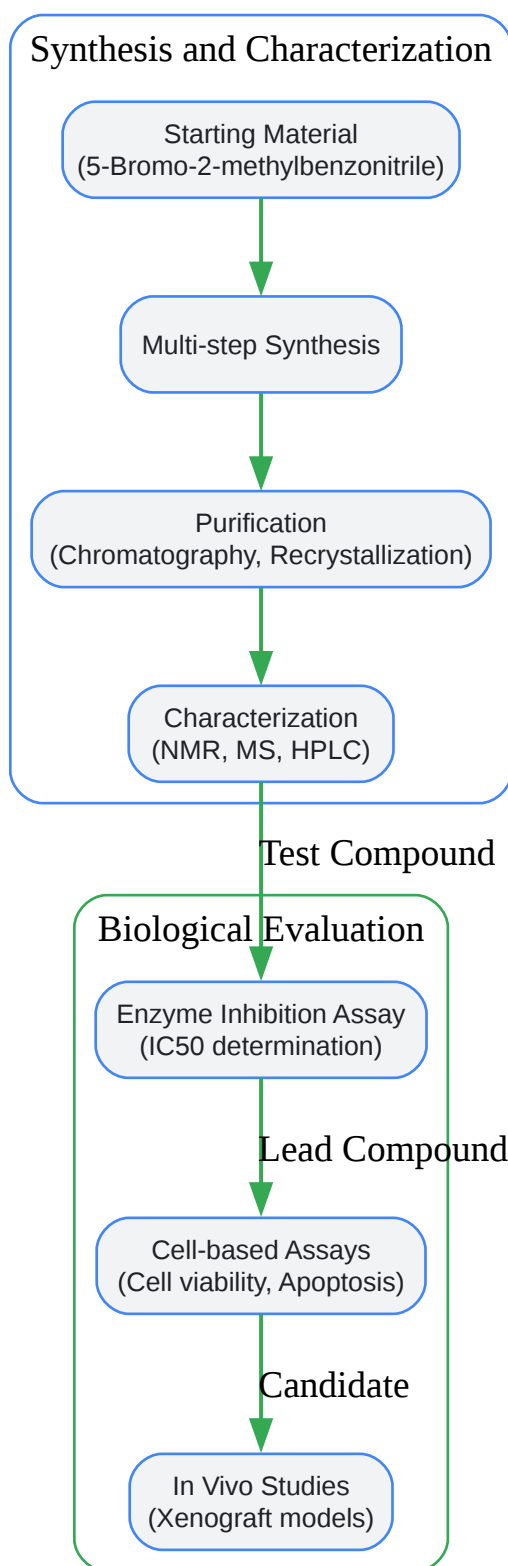 Synthesis and Characterization
Starting Material
(5-Bromo-2-methylbenzonitrile)
Multi-step Synthesis
Purification
(Chromatography, Recrystallization)
Characterization
(NMR, MS, HPLC)
Test Compound
Biological Evaluation
Enzyme Inhibition Assay
(IC50 determination)
Lead Compound
Cell-based Assays
(Cell viability, Apoptosis)
Candidate
In Vivo Studies
(Xenograft models)